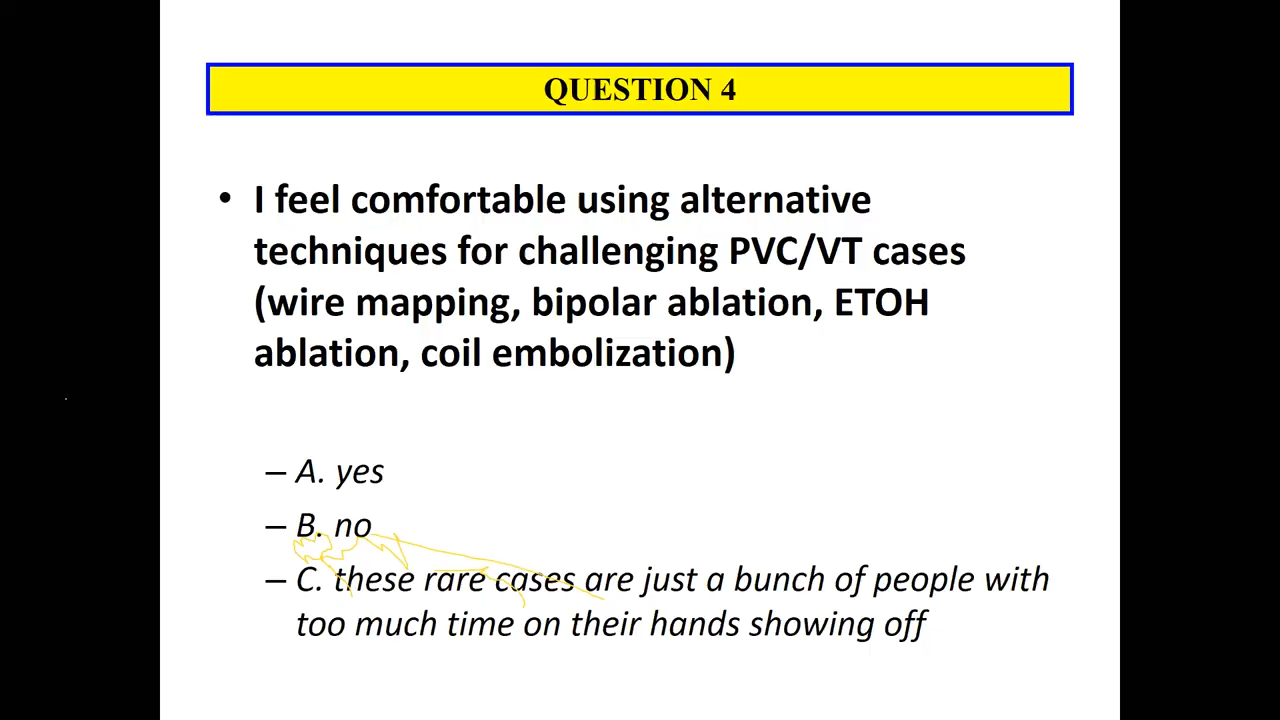 QUESTION 4
• I feel comfortable using alternative
techniques for challenging PVC/VT cases
(wire mapping, bipolar ablation, ETOH
ablation, coil embolization)
– A. yes
– B. no
– C. these rare cases are just a bunch of people with
too much time on their hands showing off